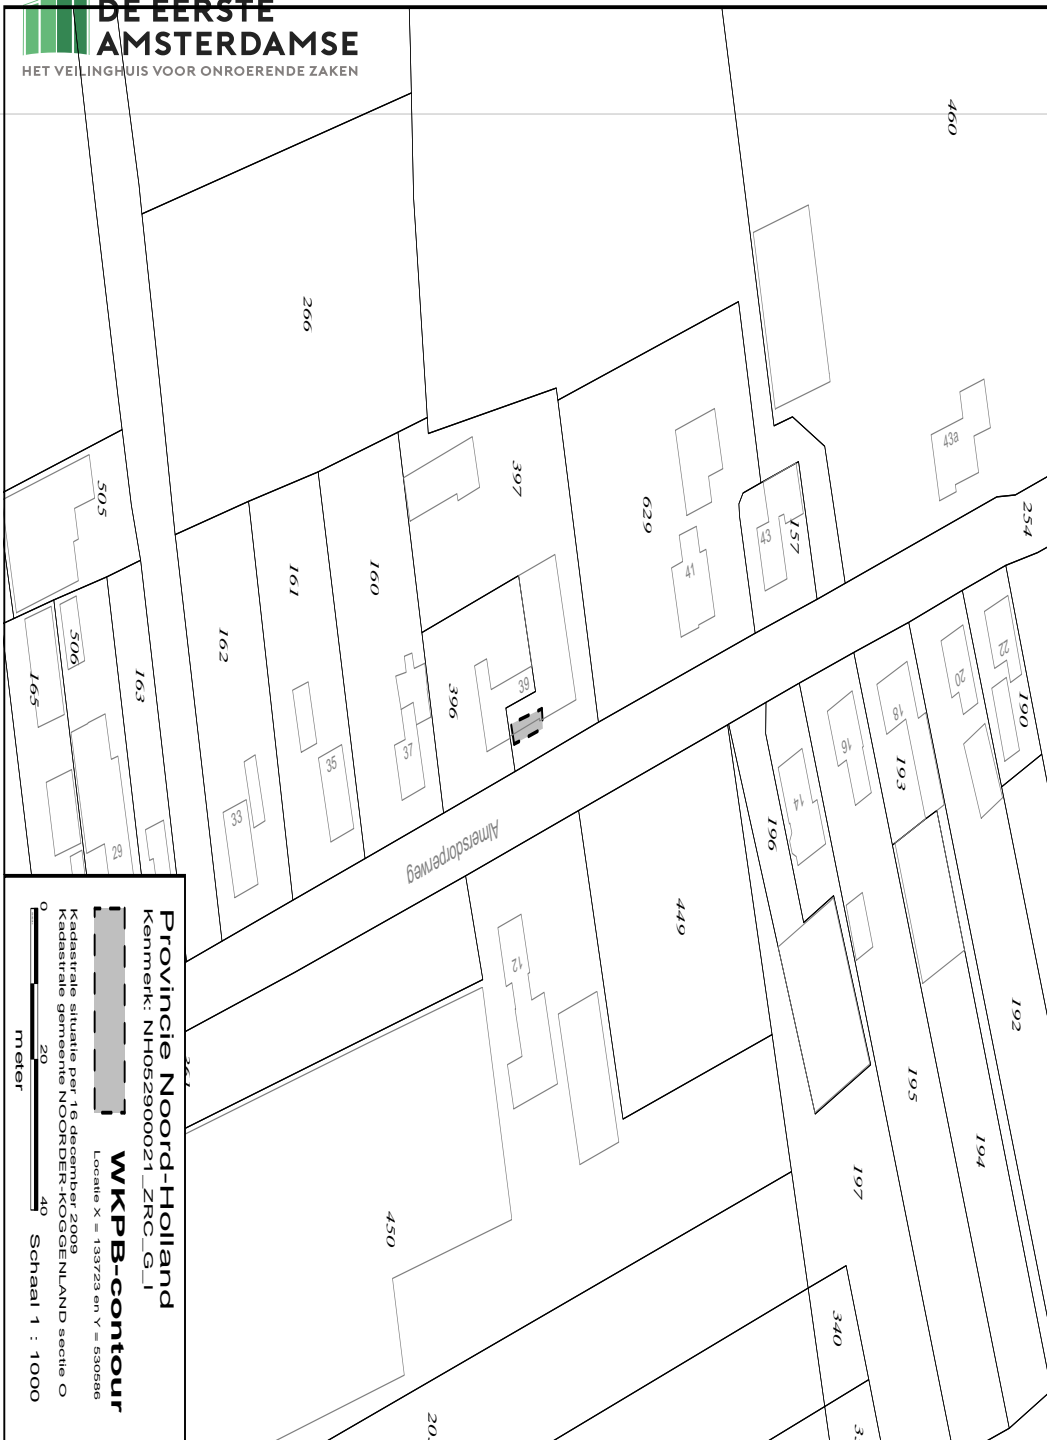 DE EERSTE
AMSTERDAMSE
HET VEILINGHUIS VOOR ONROERENDE ZAKEN
460
266
505
397
629
43a
254
43
157
161
160
41
162
506
165
163
396
39
22
20
190
18
37
35
16
193
33
14
196
29
Almersdorperweg
449
12
192
195
194
197
450
340
20
Provincie Noord-Holland
Kenmerk: NH052900021_ZRC_G_I
WKPB-contour
Locatie X = 133723 en Y = 530586
Kadastrale situatie per 16 december 2009
Kadastrale gemeente NOORDER-KOGGENLAND sectie O
0 20 40
meter
Schaal 1 : 1000